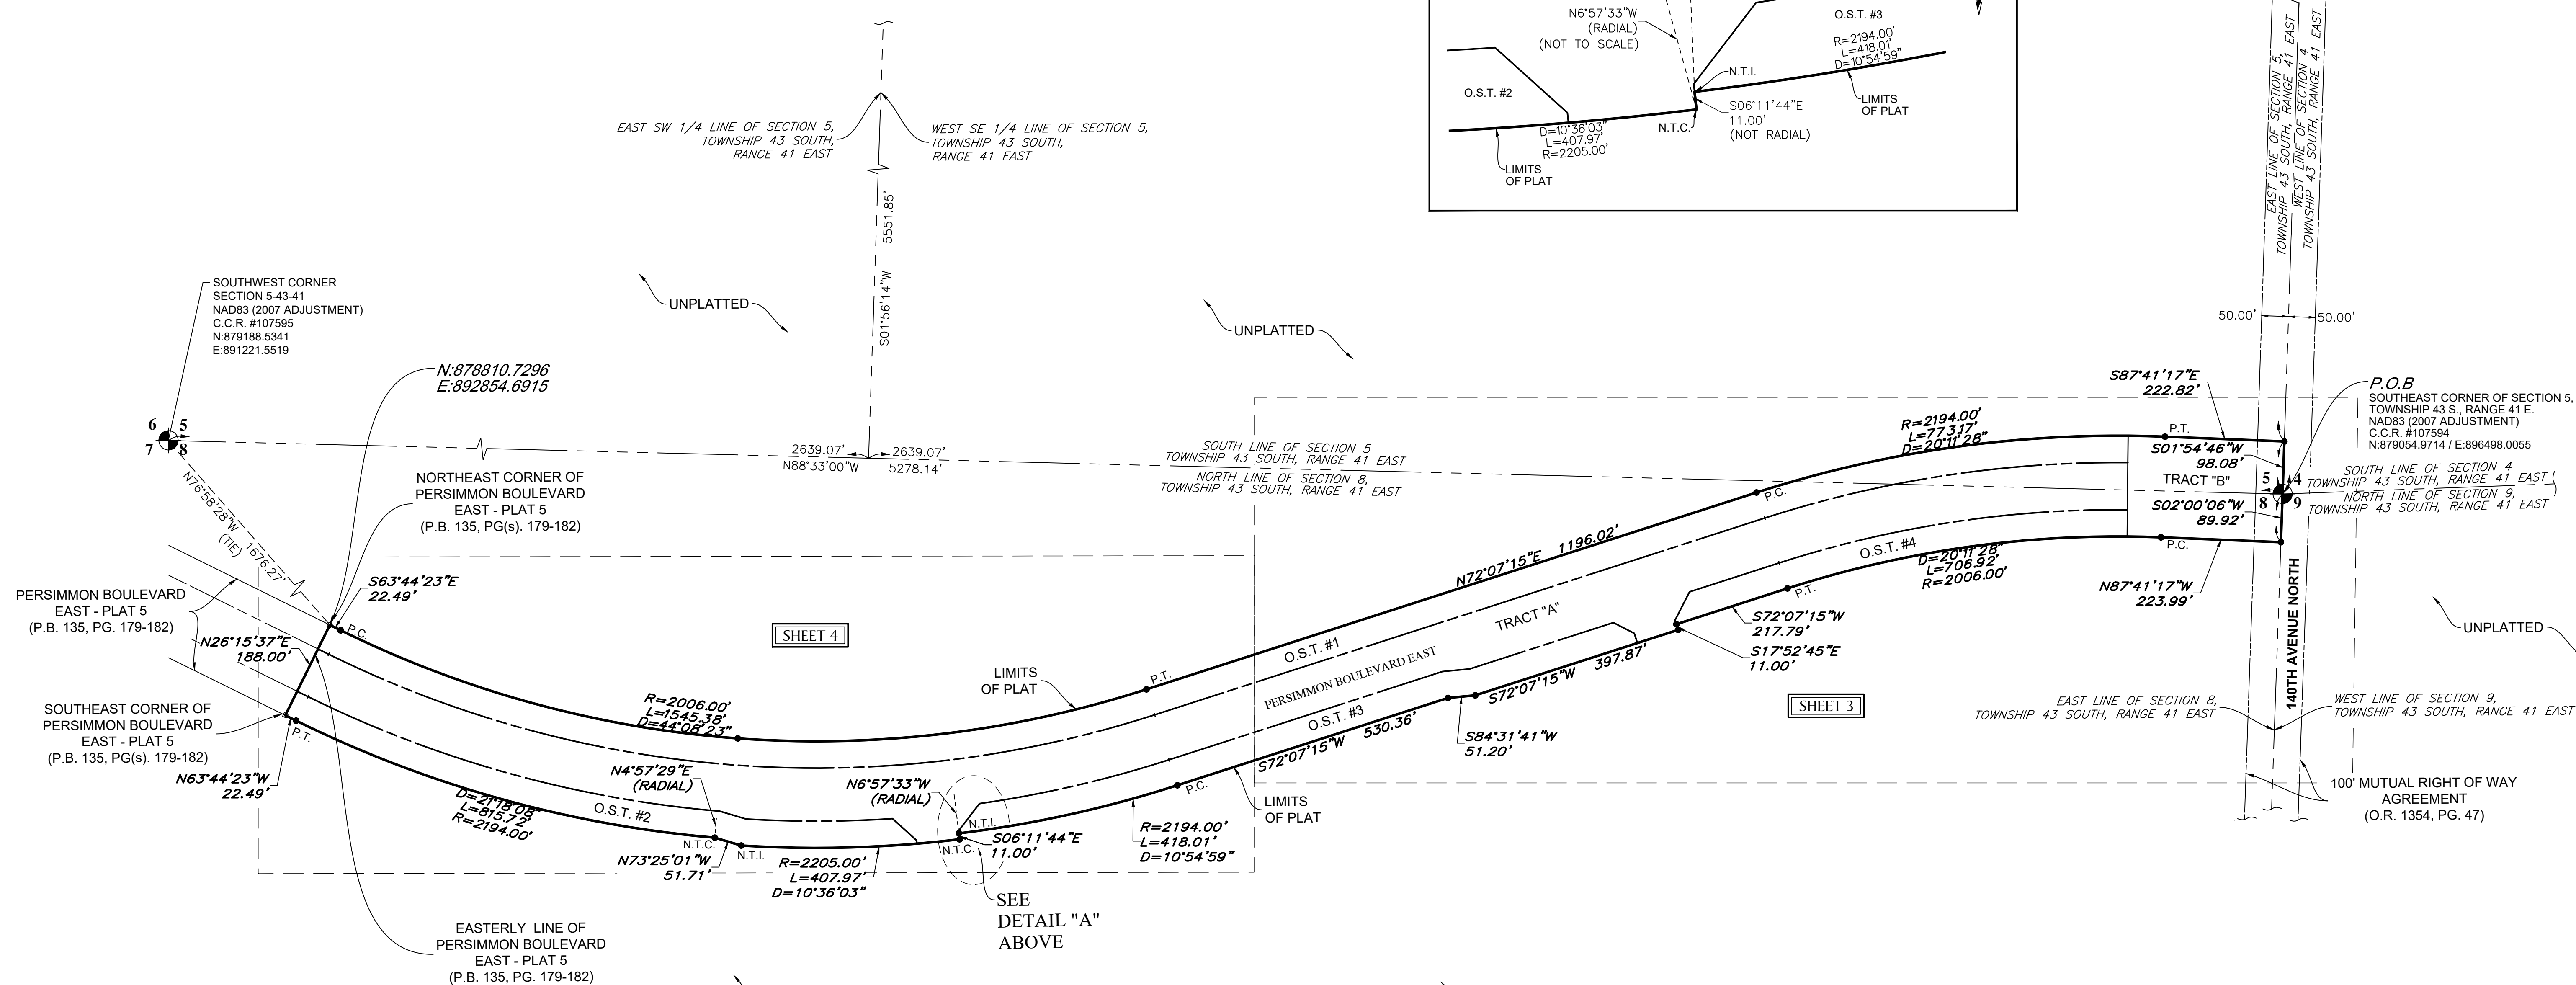 N6°57'33"W
(RADIAL)
(NOT TO SCALE)
O.S.T. #3
R=2194.00'
L=418.01'
D=10°54'59"
N.T.I.
O.S.T. #2
LIMITS
OF PLAT
S06°11'44"E
11.00'
(NOT RADIAL)
N.T.C.
D=10°36'03"
L=407.97'
R=2205.00'
LIMITS
OF PLAT
EAST LINE OF SECTION 5,
TOWNSHIP 43 SOUTH, RANGE 41 EAST
WEST LINE OF SECTION 4
TOWNSHIP 43 SOUTH, RANGE 41 EAST
EAST SW 1/4 LINE OF SECTION 5,
TOWNSHIP 43 SOUTH,
RANGE 41 EAST
WEST SE 1/4 LINE OF SECTION 5,
TOWNSHIP 43 SOUTH,
RANGE 41 EAST
S01°56'14"W 5551.85'
SOUTHWEST CORNER
SECTION 5-43-41
NAD83 (2007 ADJUSTMENT)
C.C.R. #107595
N:879188.5341
E:891221.5519
UNPLATTED
UNPLATTED
50.00'
50.00'
N:878810.7296
E:892854.6915
S87°41'17"E
222.82'
P.O.B
SOUTHEAST CORNER OF SECTION 5,
TOWNSHIP 43 S., RANGE 41 E.
NAD83 (2007 ADJUSTMENT)
C.C.R. #107594
N:879054.9714 / E:896498.0055
6 5
7 8
2639.07'
2639.07'
N88°33'00"W 5278.14'
SOUTH LINE OF SECTION 5
TOWNSHIP 43 SOUTH, RANGE 41 EAST
NORTH LINE OF SECTION 8,
TOWNSHIP 43 SOUTH, RANGE 41 EAST
R=2194.00'
L=773.17'
D=20°11'28"
P.T.
S01°54'46"W
98.08'
TRACT "B"
S02°00'06"W
89.92'
5 4
8 9
SOUTH LINE OF SECTION 4
TOWNSHIP 43 SOUTH, RANGE 41 EAST
NORTH LINE OF SECTION 9,
TOWNSHIP 43 SOUTH, RANGE 41 EAST
N76°58'28"W 1676.27'
(TIE)
NORTHEAST CORNER OF
PERSIMMON BOULEVARD
EAST - PLAT 5
(P.B. 135, PG(s). 179-182)
P.C.
P.C.
N87°41'17"W
223.99'
O.S.T. #4
D=20°11'28"
L=706.92'
R=2006.00'
S63°44'23"E
22.49'
P.C.
PERSIMMON BOULEVARD
EAST - PLAT 5
(P.B. 135, PG. 179-182)
N26°15'37"E
188.00'
SHEET 4
N72°07'15"E 1196.02'
TRACT "A"
P.T.
S72°07'15"W
217.79'
S17°52'45"E
11.00'
140TH AVENUE NORTH
UNPLATTED
O.S.T. #1
PERSIMMON BOULEVARD EAST
LIMITS
OF PLAT
P.T.
S72°07'15"W 397.87'
SHEET 3
R=2006.00'
L=1545.38'
D=44°08'23"
O.S.T. #3
EAST LINE OF SECTION 8,
TOWNSHIP 43 SOUTH, RANGE 41 EAST
WEST LINE OF SECTION 9,
TOWNSHIP 43 SOUTH, RANGE 41 EAST
SOUTHEAST CORNER OF
PERSIMMON BOULEVARD
EAST - PLAT 5
(P.B. 135, PG(s). 179-182)
P.T.
N63°44'23"W
22.49'
S72°07'15"W 530.36'
S84°31'41"W
51.20'
N4°57'29"E
(RADIAL)
N6°57'33"W
(RADIAL)
P.C.
D=21°18'08"
L=815.72'
R=2194.00'
O.S.T. #2
LIMITS
OF PLAT
100' MUTUAL RIGHT OF WAY
AGREEMENT
(O.R. 1354, PG. 47)
N.T.I.
R=2194.00'
L=418.01'
D=10°54'59"
S06°11'44"E
11.00'
N.T.C.
N.T.I.
N.T.C.
N73°25'01"W
51.71'
R=2205.00'
L=407.97'
D=10°36'03"
SEE
DETAIL "A"
ABOVE
EASTERLY LINE OF
PERSIMMON BOULEVARD
EAST - PLAT 5
(P.B. 135, PG. 179-182)